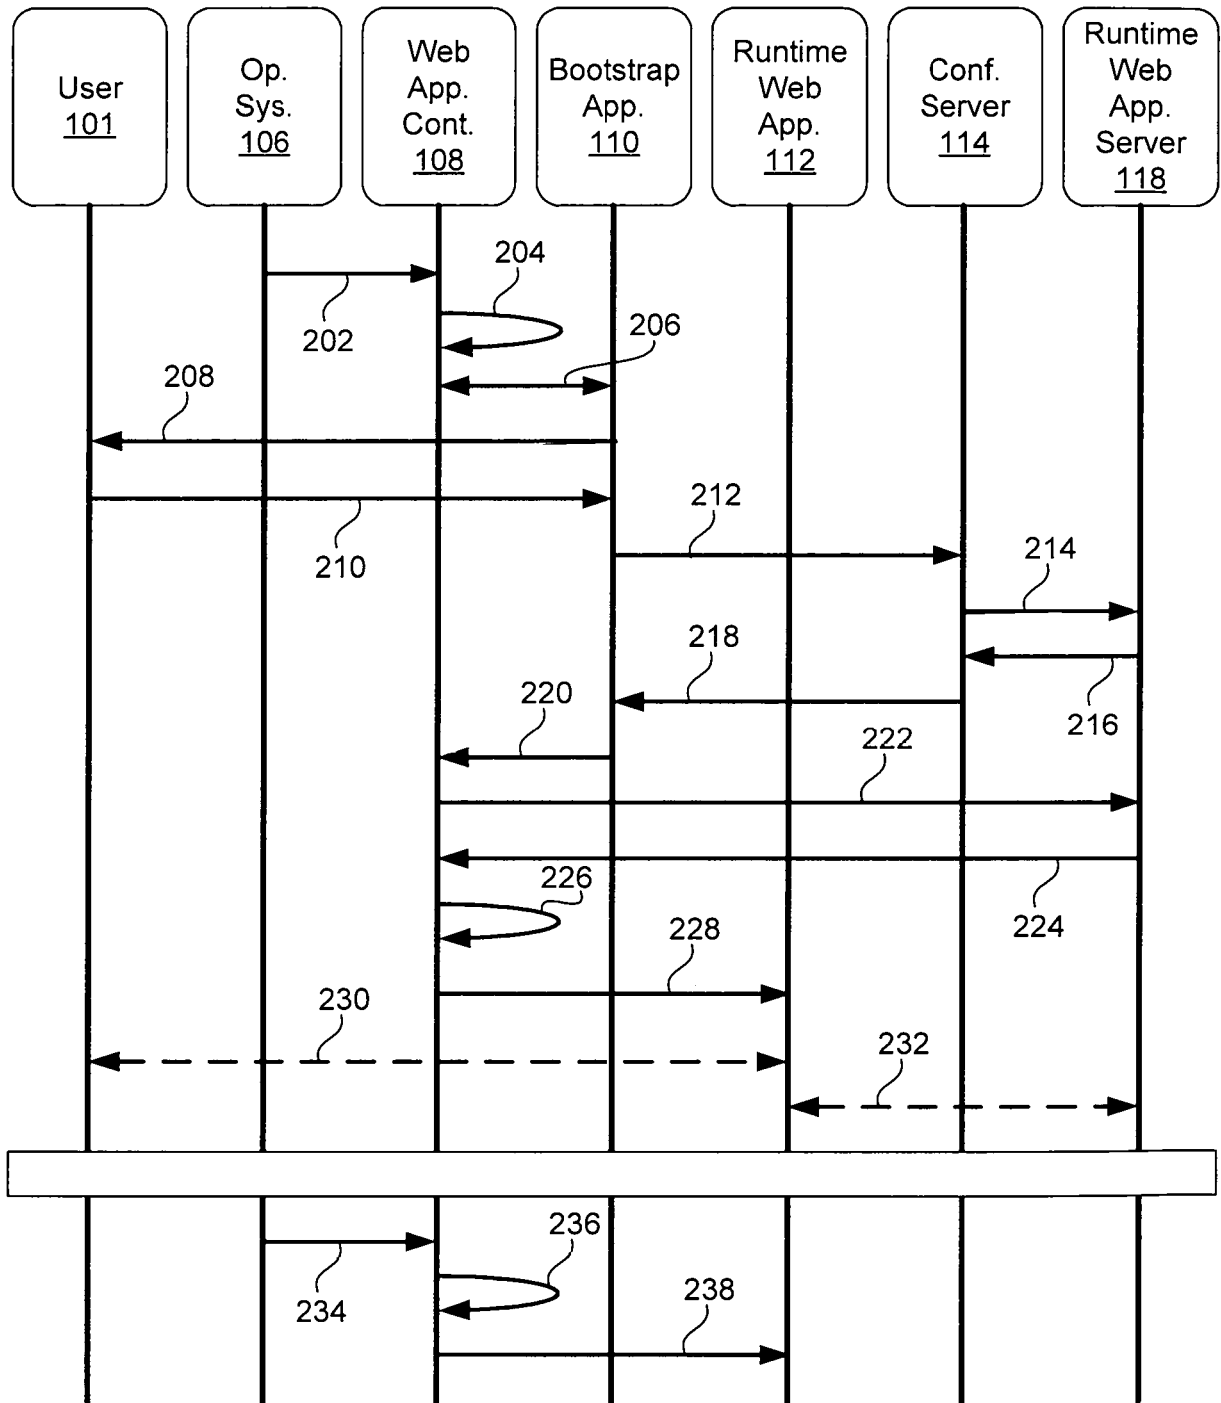 User
101
Op.
Sys.
106
Web
App.
Cont.
108
Bootstrap
App.
110
Runtime
Web
App.
112
Conf.
Server
114
Runtime
Web
App.
Server
118
204
202
206
208
210
212
214
216
218
220
222
224
226
228
230
232
234
236
238